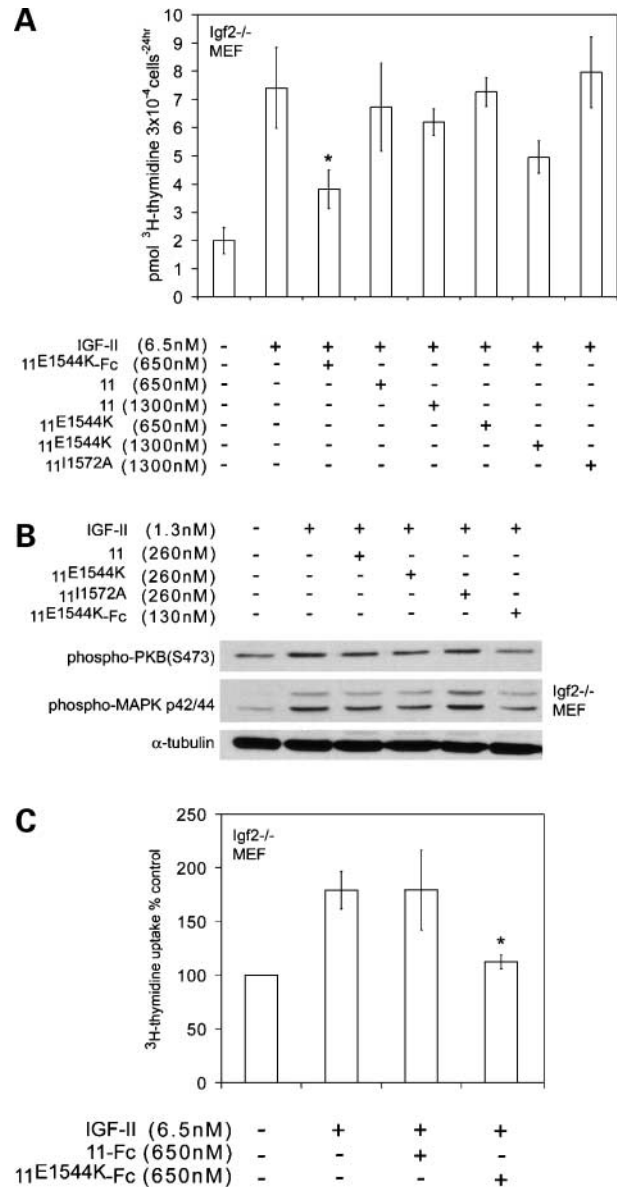 A
Igf2-/-
MEF
pmol ³H-thymidine 3x10⁻⁴cells⁻²⁴ʰʳ
9
8
7
6
5
4
3
2
1
0
*
IGF-II (6.5nM) - + + + + + + +
11ᴱ¹⁵⁴⁴ᴷ-Fc (650nM) - - + - - - - -
11 (650nM) - - - + - - - -
11 (1300nM) - - - - + - - -
11ᴱ¹⁵⁴⁴ᴷ (650nM) - - - - - + - -
11ᴱ¹⁵⁴⁴ᴷ (1300nM) - - - - - - + -
11ᴵ¹⁵⁷²ᴬ (1300nM) - - - - - - - +
B
IGF-II (1.3nM) - + + + + +
11 (260nM) - - + - - -
11ᴱ¹⁵⁴⁴ᴷ (260nM) - - - + - -
11ᴵ¹⁵⁷²ᴬ (260nM) - - - - + -
11ᴱ¹⁵⁴⁴ᴷ-Fc (130nM) - - - - - +
phospho-PKB(S473)
phospho-MAPK p42/44
α-tubulin
Igf2-/-
MEF
C
Igf2-/-
MEF
³H-thymidine uptake % control
250
200
150
100
50
0
*
IGF-II (6.5nM) - + + +
11-Fc (650nM) - - + -
11ᴱ¹⁵⁴⁴ᴷ-Fc (650nM) - - - +